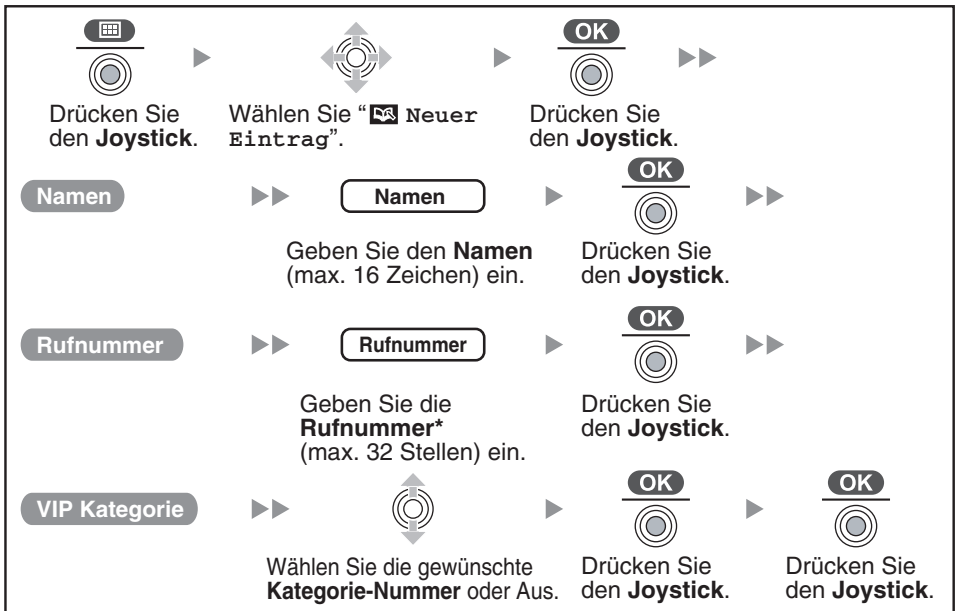 OK
OK
Drücken Sie
den Joystick.
Wählen Sie “ Neuer
Eintrag”.
Drücken Sie
den Joystick.
Namen
Namen
OK
Geben Sie den Namen
(max. 16 Zeichen) ein.
Drücken Sie
den Joystick.
Rufnummer
Rufnummer
OK
Geben Sie die
Rufnummer*
(max. 32 Stellen) ein.
Drücken Sie
den Joystick.
VIP Kategorie
OK
OK
Wählen Sie die gewünschte
Kategorie-Nummer oder Aus.
Drücken Sie
den Joystick.
Drücken Sie
den Joystick.